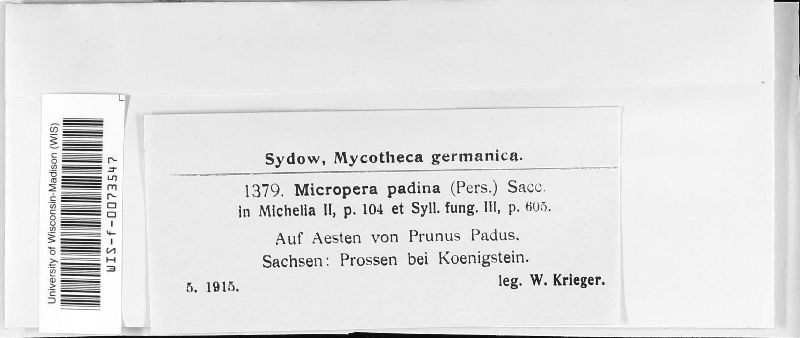 Sydow, Mycotheca germanica.
1379. Micropera padina (Pers.) Sacc.
in Michelia II, p. 104 et Syll. fung. III, p. 605.
Auf Aesten von Prunus Padus.
Sachsen: Prossen bei Koenigstein.
5. 1915. leg. W. Krieger.
University of Wisconsin-Madison (WIS)
WIS-f-0073547